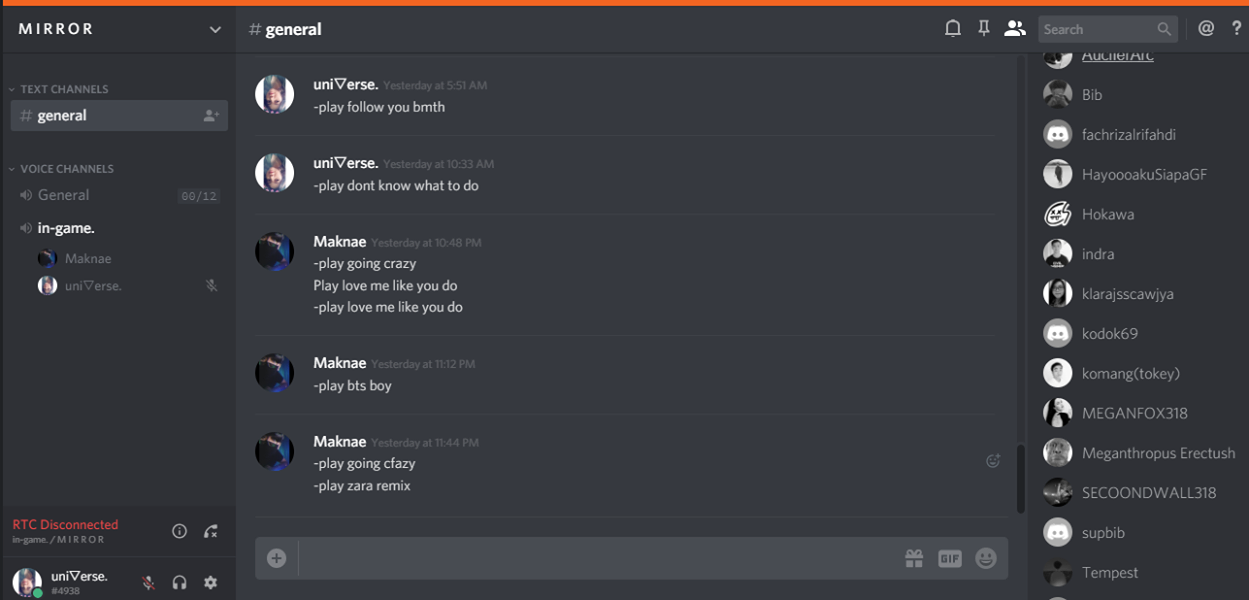 MIRROR
TEXT CHANNELS
# general
VOICE CHANNELS
General 00/12
in-game.
Maknae
uni▽erse.
RTC Disconnected
in-game. / MIRROR
uni▽erse.
#4938
# general
Search
@ ?
uni▽erse. Yesterday at 5:51 AM
-play follow you bmth
uni▽erse. Yesterday at 10:33 AM
-play dont know what to do
Maknae Yesterday at 10:48 PM
-play going crazy
Play love me like you do
-play love me like you do
Maknae Yesterday at 11:12 PM
-play bts boy
Maknae Yesterday at 11:44 PM
-play going cfazy
-play zara remix
GIF
Bib
fachrizalrifahdi
HayoooakuSiapaGF
Hokawa
indra
klarajsscawjya
kodok69
komang(tokey)
MEGANFOX318
Meganthropus Erectush
SECOONDWALL318
supbib
Tempest